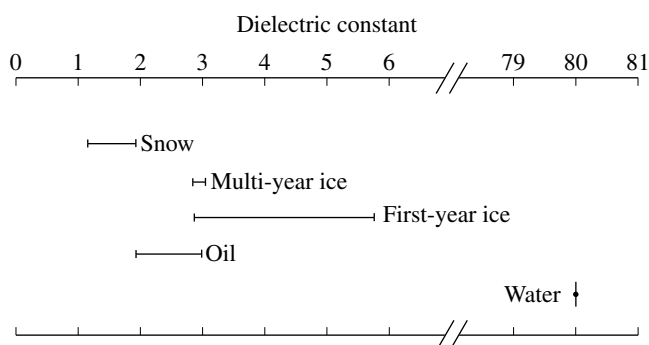 Dielectric constant
0 1 2 3 4 5 6 79 80 81
Snow
Multi-year ice
First-year ice
Oil
Water